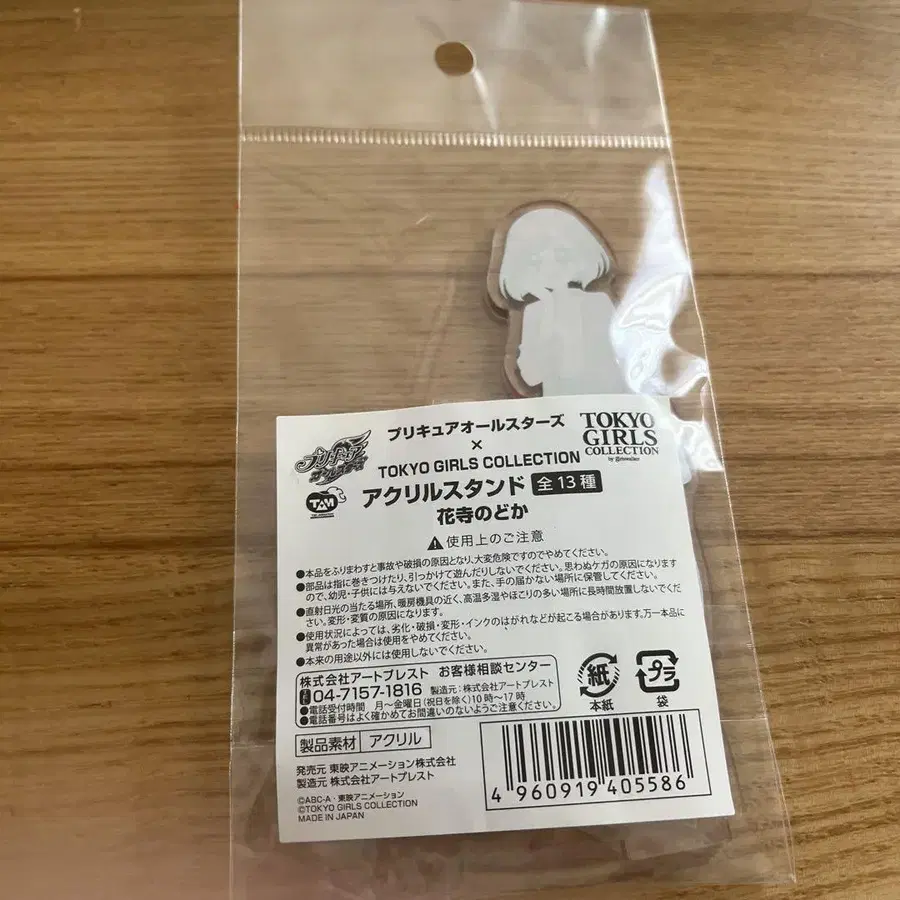 プリキュアオールスターズ
×
TOKYO GIRLS COLLECTION
プリキュア
オールスターズ
TOKYO
GIRLS
COLLECTION
by girlswalker
アクリルスタンド 全13種
花寺のどか
使用上のご注意
●本品をふりまわすと事故や破損の原因となり、大変危険ですのでやめてください。
●部品は指に巻きつけたり、引っかけて遊んだりしないでください。思わぬケガの原因になりますので、幼児・子供には与えないでください。また、手の届かない場所に保管してください。
●直射日光の当たる場所、暖房機具の近く、高温多湿やほこりの多い場所に長時間放置しないでください。変形・変質の原因になります。
●使用状況によっては、劣化・破損・変形・インクのはがれなどが起こる場合があります。万一本品に異常があった場合は使用をやめてください。
●本来の用途以外には使用しないでください。
株式会社アートプレスト お客様相談センター
04-7157-1816 製造元:株式会社アートプレスト
●電話受付時間 月~金曜日(祝日を除く)10時~17時
●電話番号はよく確かめてお間違いのないようご注意ください。
紙
本紙
プラ
袋
製品素材 アクリル
発売元 東映アニメーション株式会社
製造元 株式会社アートプレスト
©ABC-A・東映アニメーション
©TOKYO GIRLS COLLECTION
MADE IN JAPAN
4 960919 405586